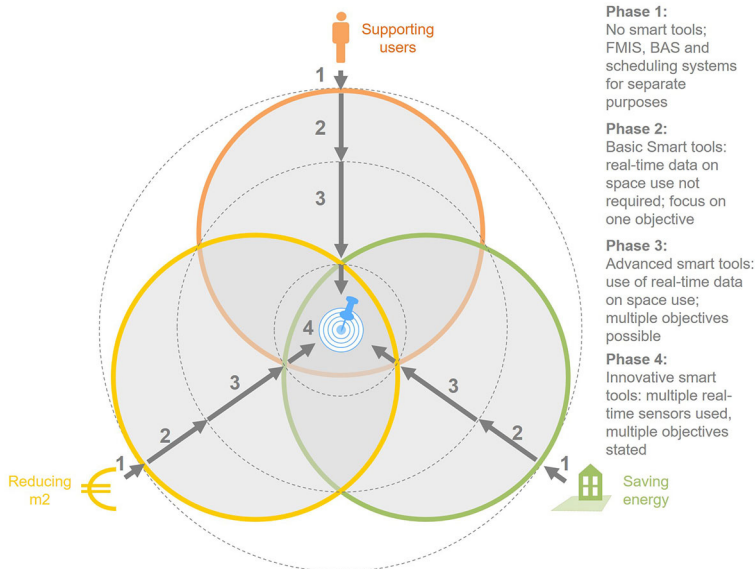 Supporting
users
1
2
3
4
3
2
1
Reducing
m2
3
2
1
Saving
energy
Phase 1:
No smart tools;
FMIS, BAS and
scheduling systems
for separate
purposes
Phase 2:
Basic Smart tools:
real-time data on
space use not
required; focus on
one objective
Phase 3:
Advanced smart tools:
use of real-time data
on space use;
multiple objectives
possible
Phase 4:
Innovative smart
tools: multiple real-
time sensors used,
multiple objectives
stated